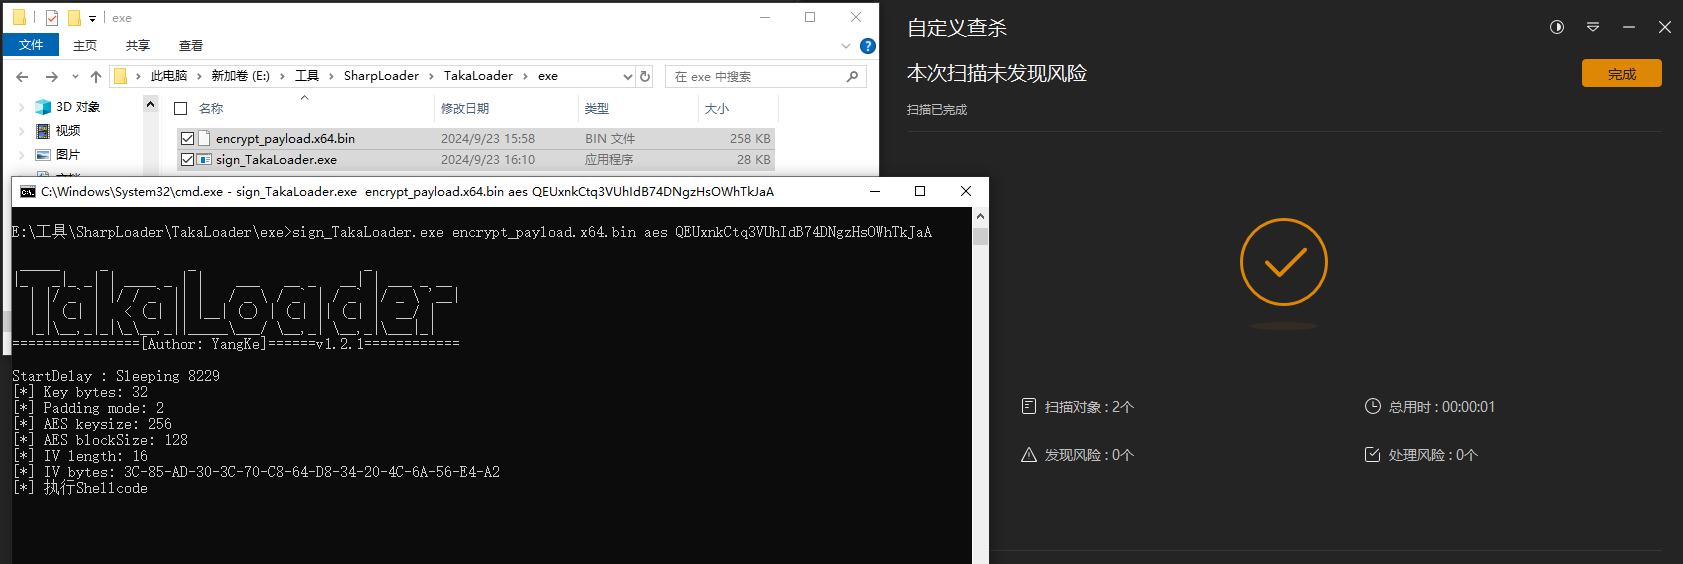 exe
文件 主页 共享 查看
此电脑 › 新加卷 (E:) › 工具 › SharpLoader › TakaLoader › exe
在 exe 中搜索
3D 对象
视频
图片
名称 修改日期 类型 大小
encrypt_payload.x64.bin 2024/9/23 15:58 BIN 文件 258 KB
sign_TakaLoader.exe 2024/9/23 16:10 应用程序 28 KB
C:\Windows\System32\cmd.exe - sign_TakaLoader.exe  encrypt_payload.x64.bin aes QEUxnkCtq3VUhIdB74DNgzHsOWhTkJaA
E:\工具\SharpLoader\TakaLoader\exe>sign_TakaLoader.exe encrypt_payload.x64.bin aes QEUxnkCtq3VUhIdB74DNgzHsOWhTkJaA
TakaLoader
================[Author: YangKe]======v1.2.1============
StartDelay : Sleeping 8229
[*] Key bytes: 32
[*] Padding mode: 2
[*] AES keysize: 256
[*] AES blockSize: 128
[*] IV length: 16
[*] IV bytes: 3C-85-AD-30-3C-70-C8-64-D8-34-20-4C-6A-56-E4-A2
[*] 执行Shellcode
自定义查杀
本次扫描未发现风险
完成
扫描已完成
扫描对象 : 2个
总用时 : 00:00:01
发现风险 : 0个
处理风险 : 0个